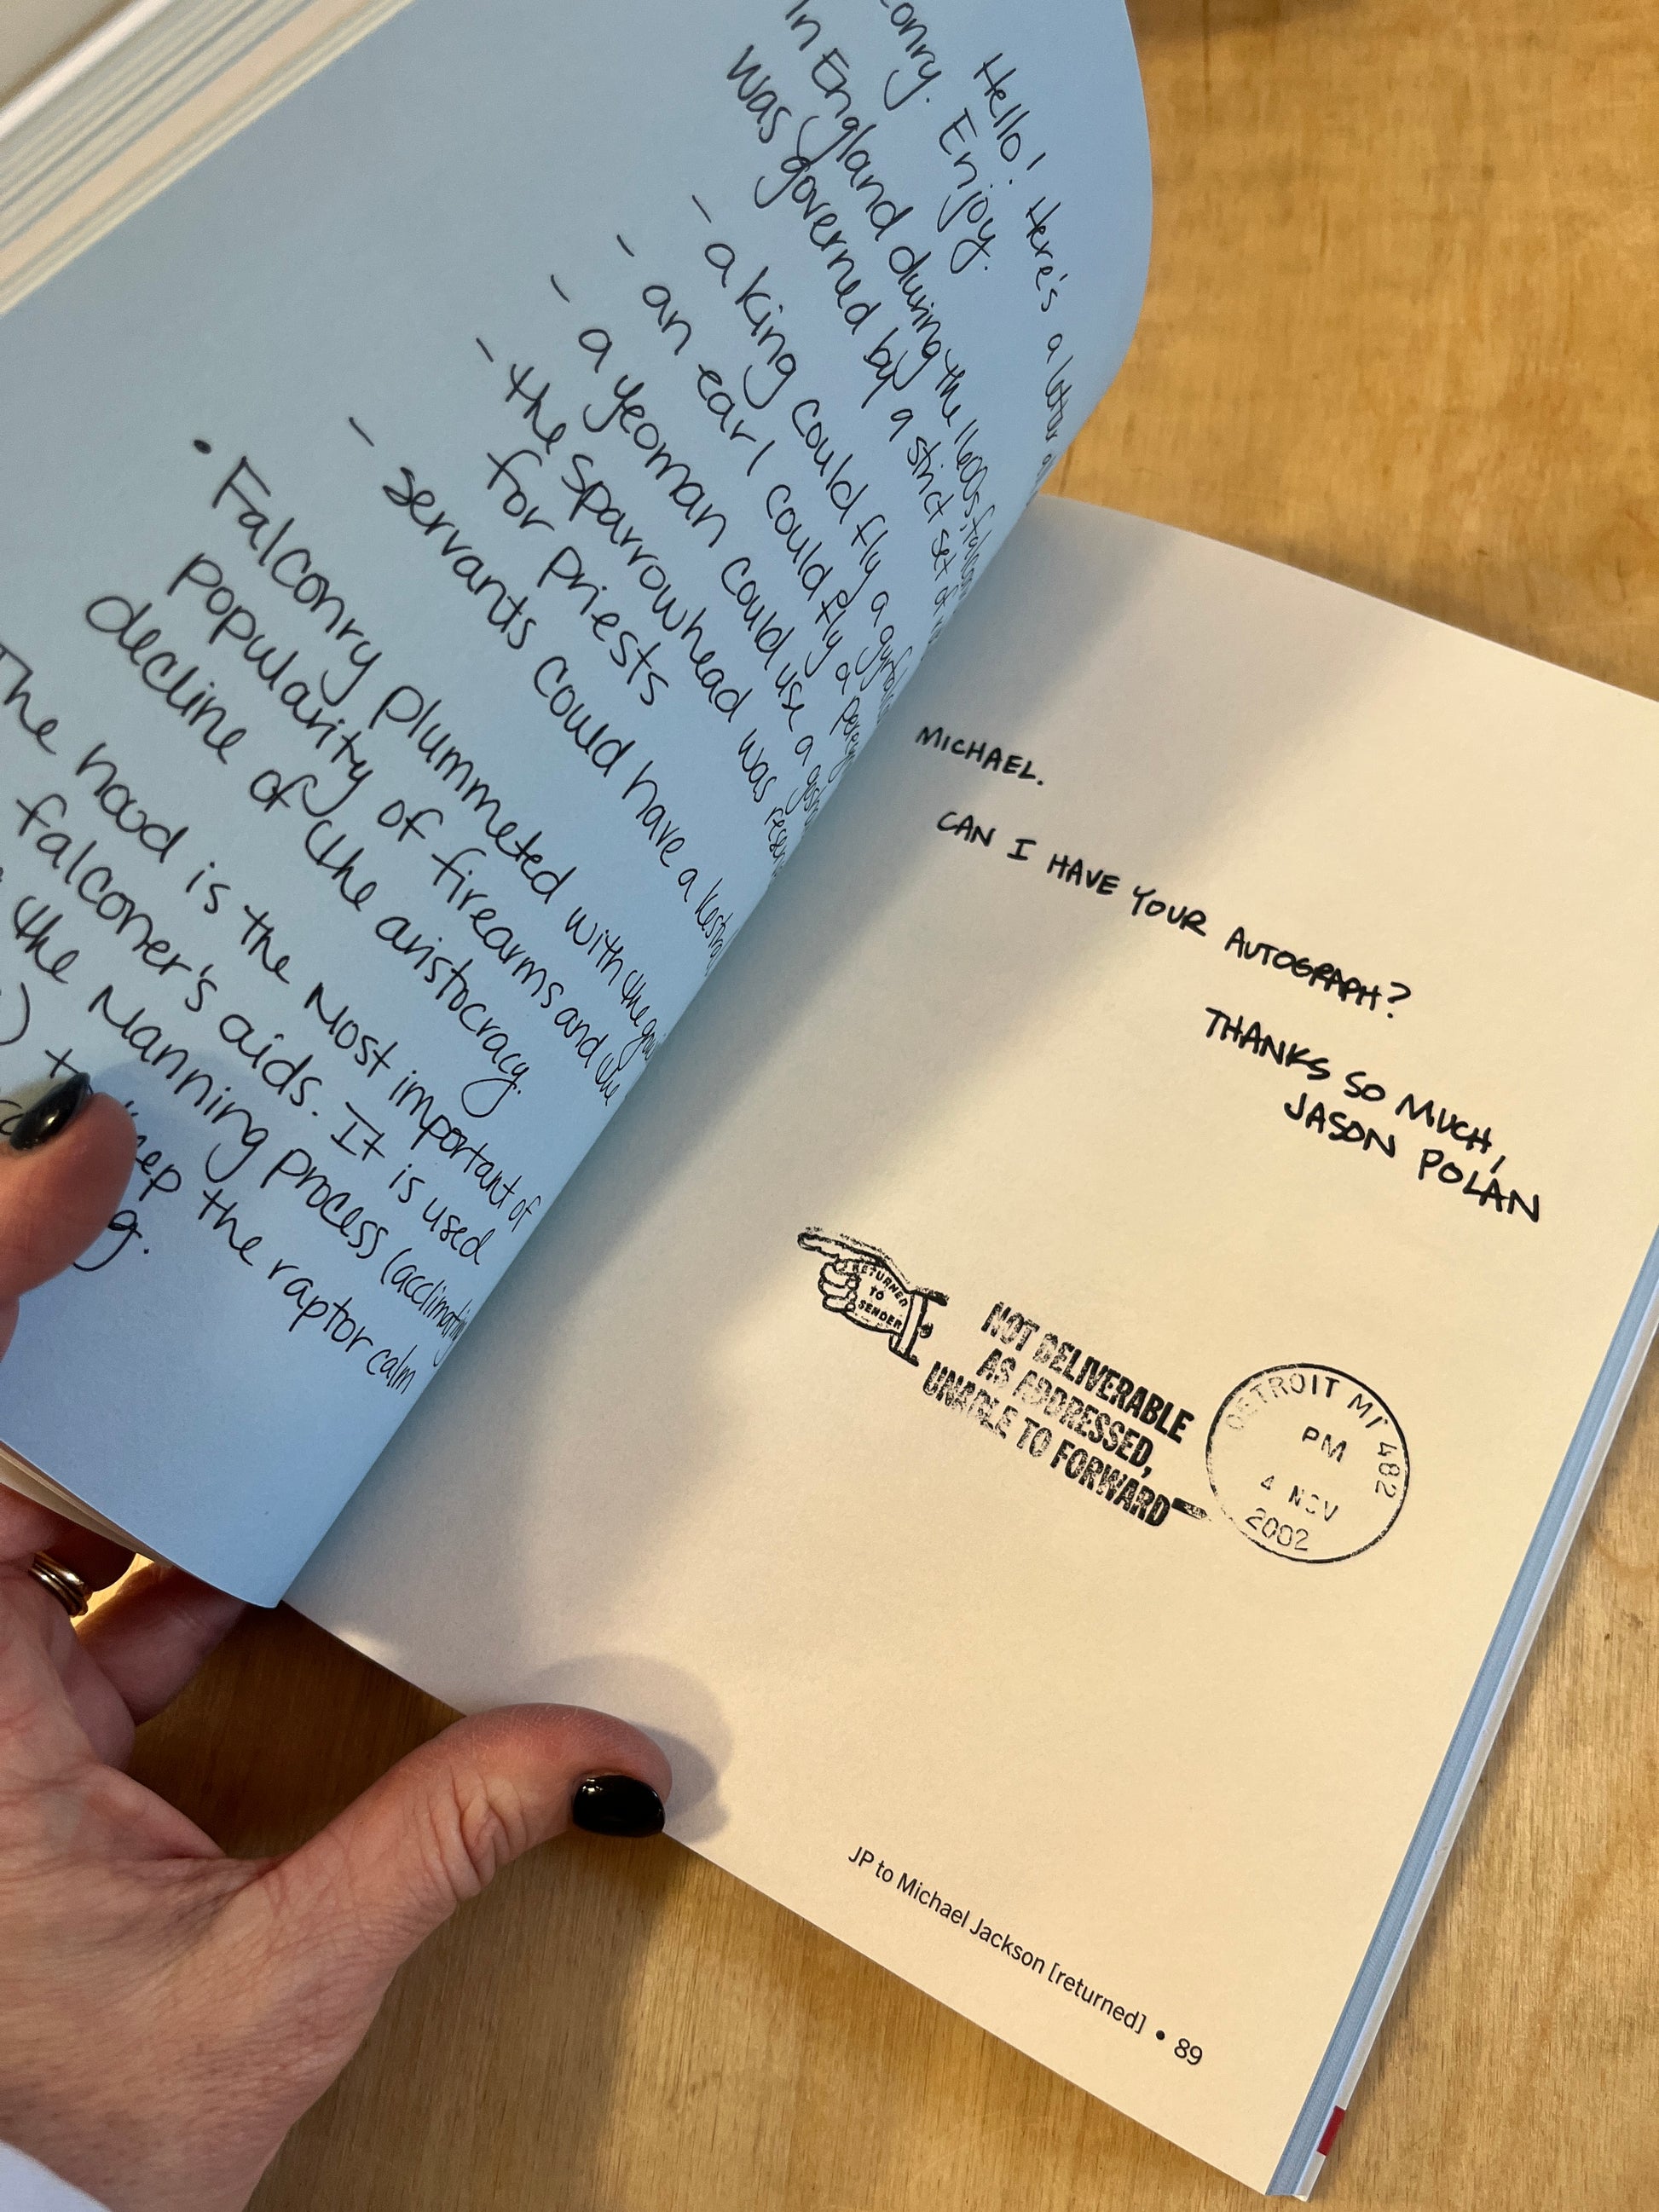 Hello! Here's a letter
Enjoy.
In England during the 1600s,
was governed by a strict set of
- a king could fly a
- an earl could fly a
- a yeoman could use a
- the sparrowhead was
for priests
- servants could have a
• Falconry plummeted with the
popularity of firearms and the
decline of the aristocracy.
The hood is the most important of
falconer's aids. It is used
the manning process
the raptor calm
MICHAEL.
CAN I HAVE YOUR AUTOGRAPH?
THANKS SO MUCH,
JASON POLAN
RETURNED
TO
SENDER
NOT DELIVERABLE
AS ADDRESSED,
UNABLE TO FORWARD
DETROIT MI 482
PM
4 NOV
2002
JP to Michael Jackson [returned] • 89